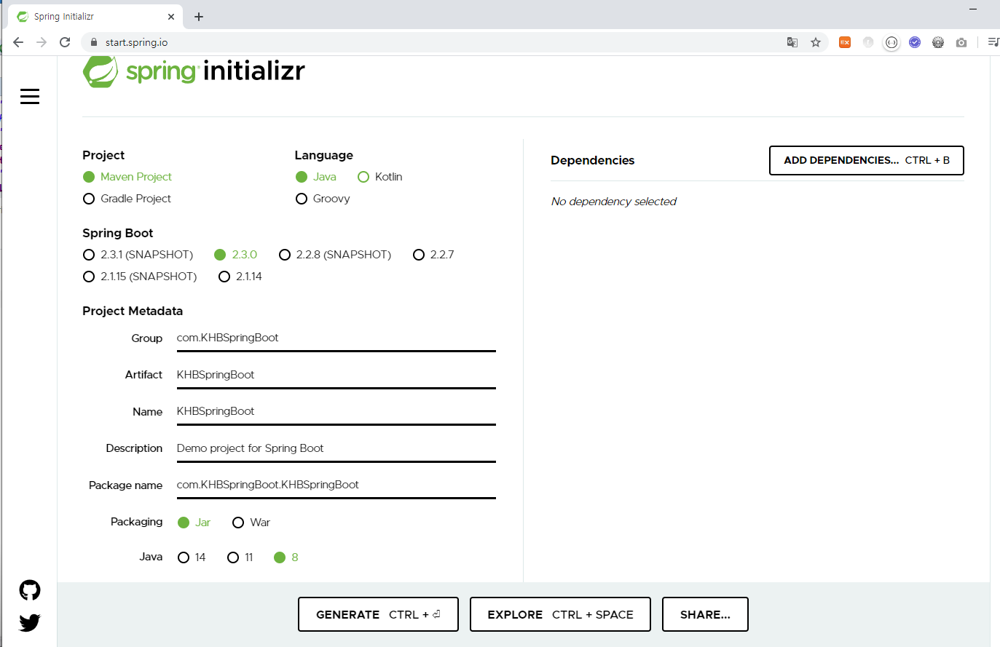 Spring Initializr
start.spring.io
spring initializr
Project
Maven Project
Gradle Project
Language
Java Kotlin
Groovy
Spring Boot
2.3.1 (SNAPSHOT) 2.3.0 2.2.8 (SNAPSHOT) 2.2.7
2.1.15 (SNAPSHOT) 2.1.14
Project Metadata
Group com.KHBSpringBoot
Artifact KHBSpringBoot
Name KHBSpringBoot
Description Demo project for Spring Boot
Package name com.KHBSpringBoot.KHBSpringBoot
Packaging Jar War
Java 14 11 8
Dependencies
ADD DEPENDENCIES... CTRL + B
No dependency selected
GENERATE CTRL + ⏎
EXPLORE CTRL + SPACE
SHARE...